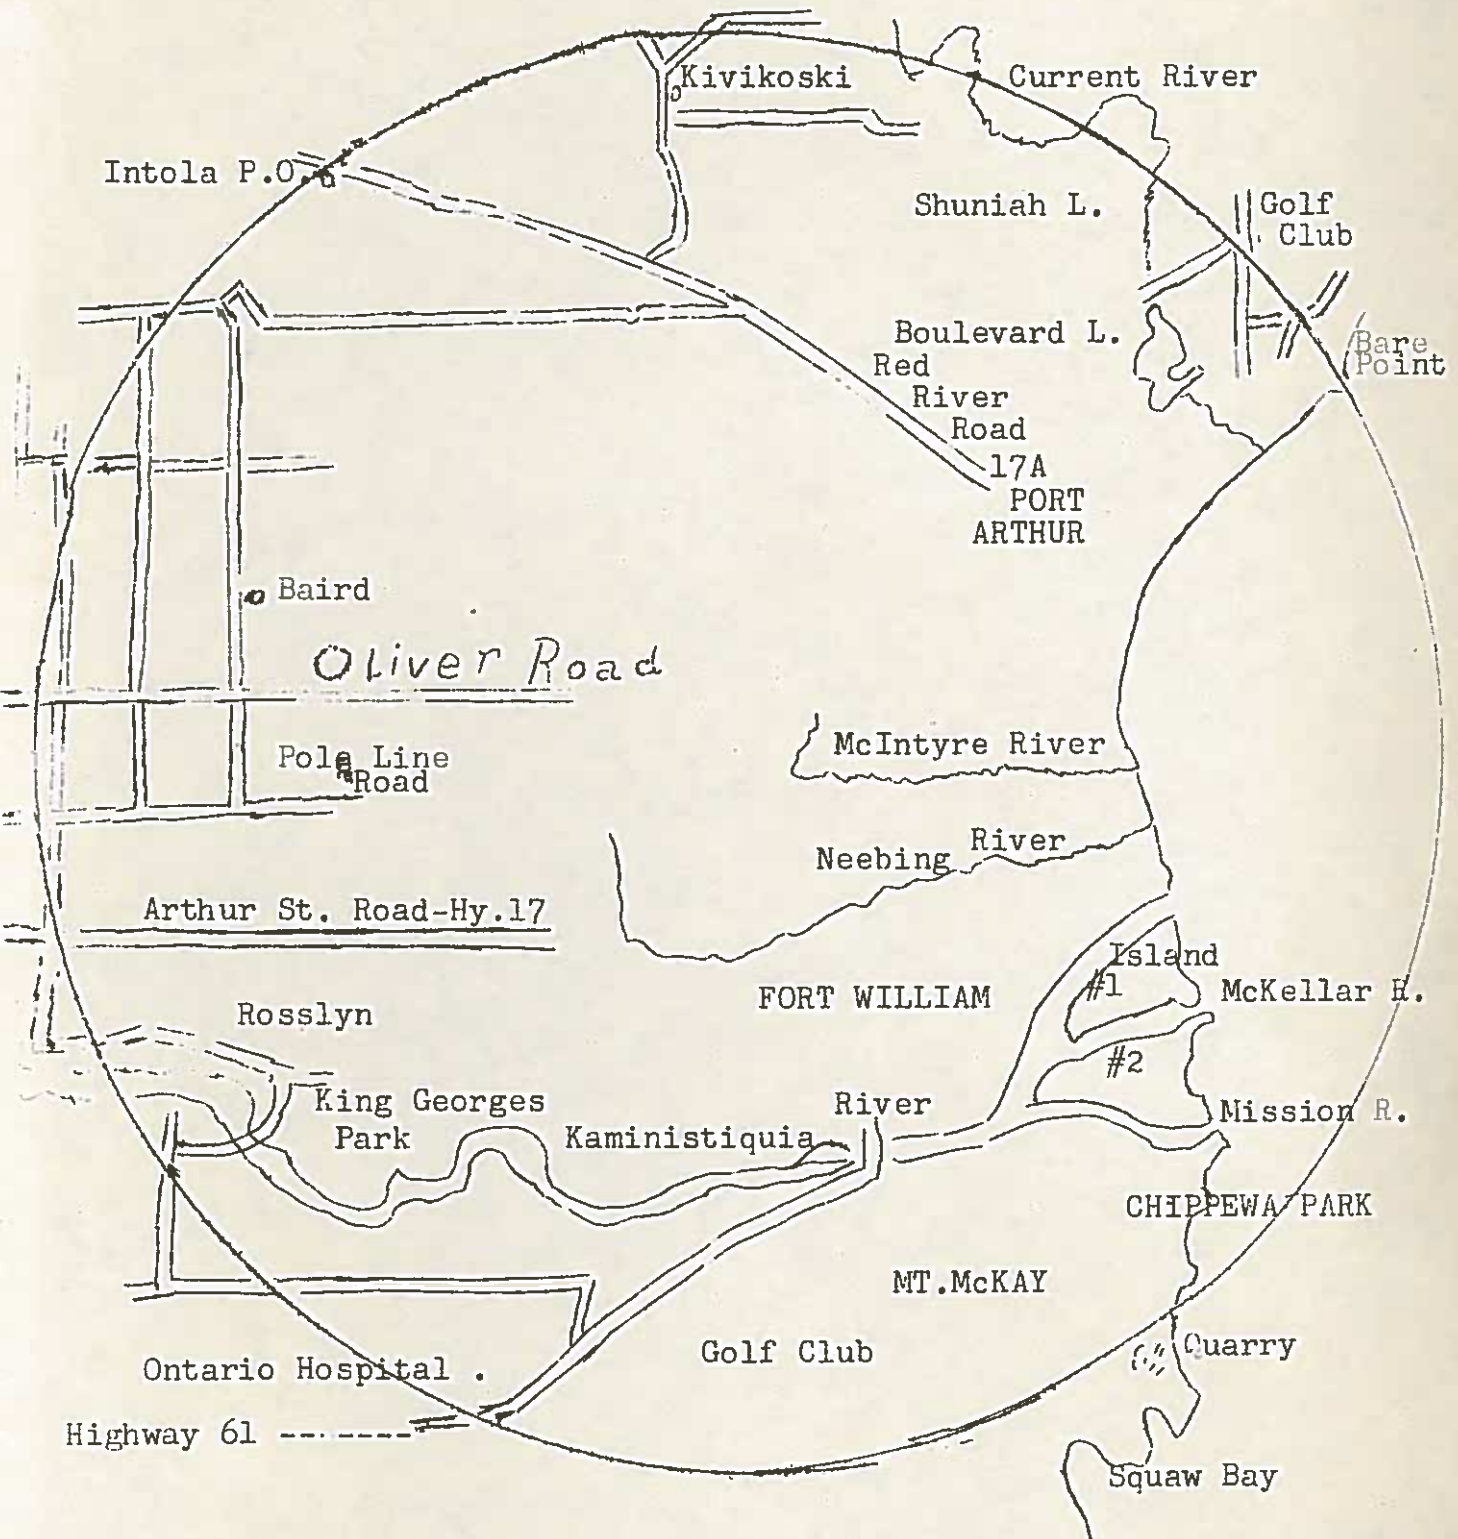 Kivikoski
Current River
Intola P.O.
Shuniah L.
Golf
Club
Boulevard L.
Bare
Point
Red
River
Road
17A
PORT
ARTHUR
Baird
Oliver Road
Pole Line
Road
McIntyre River
Neebing River
Arthur St. Road-Hy.17
Island
#1
McKellar R.
FORT WILLIAM
Rosslyn
#2
King Georges
Park
River
Kaministiquia
Mission R.
CHIPPEWA PARK
MT.McKAY
Golf Club
Quarry
Ontario Hospital .
Highway 61 --------
Squaw Bay